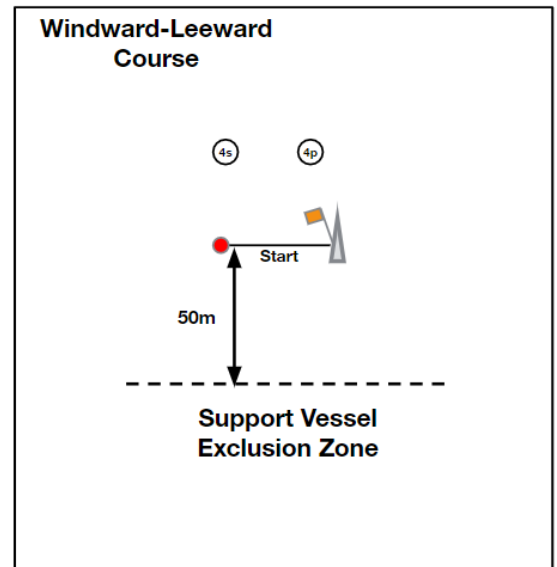 Windward-Leeward
Course
4s
4p
Start
50m
Support Vessel
Exclusion Zone